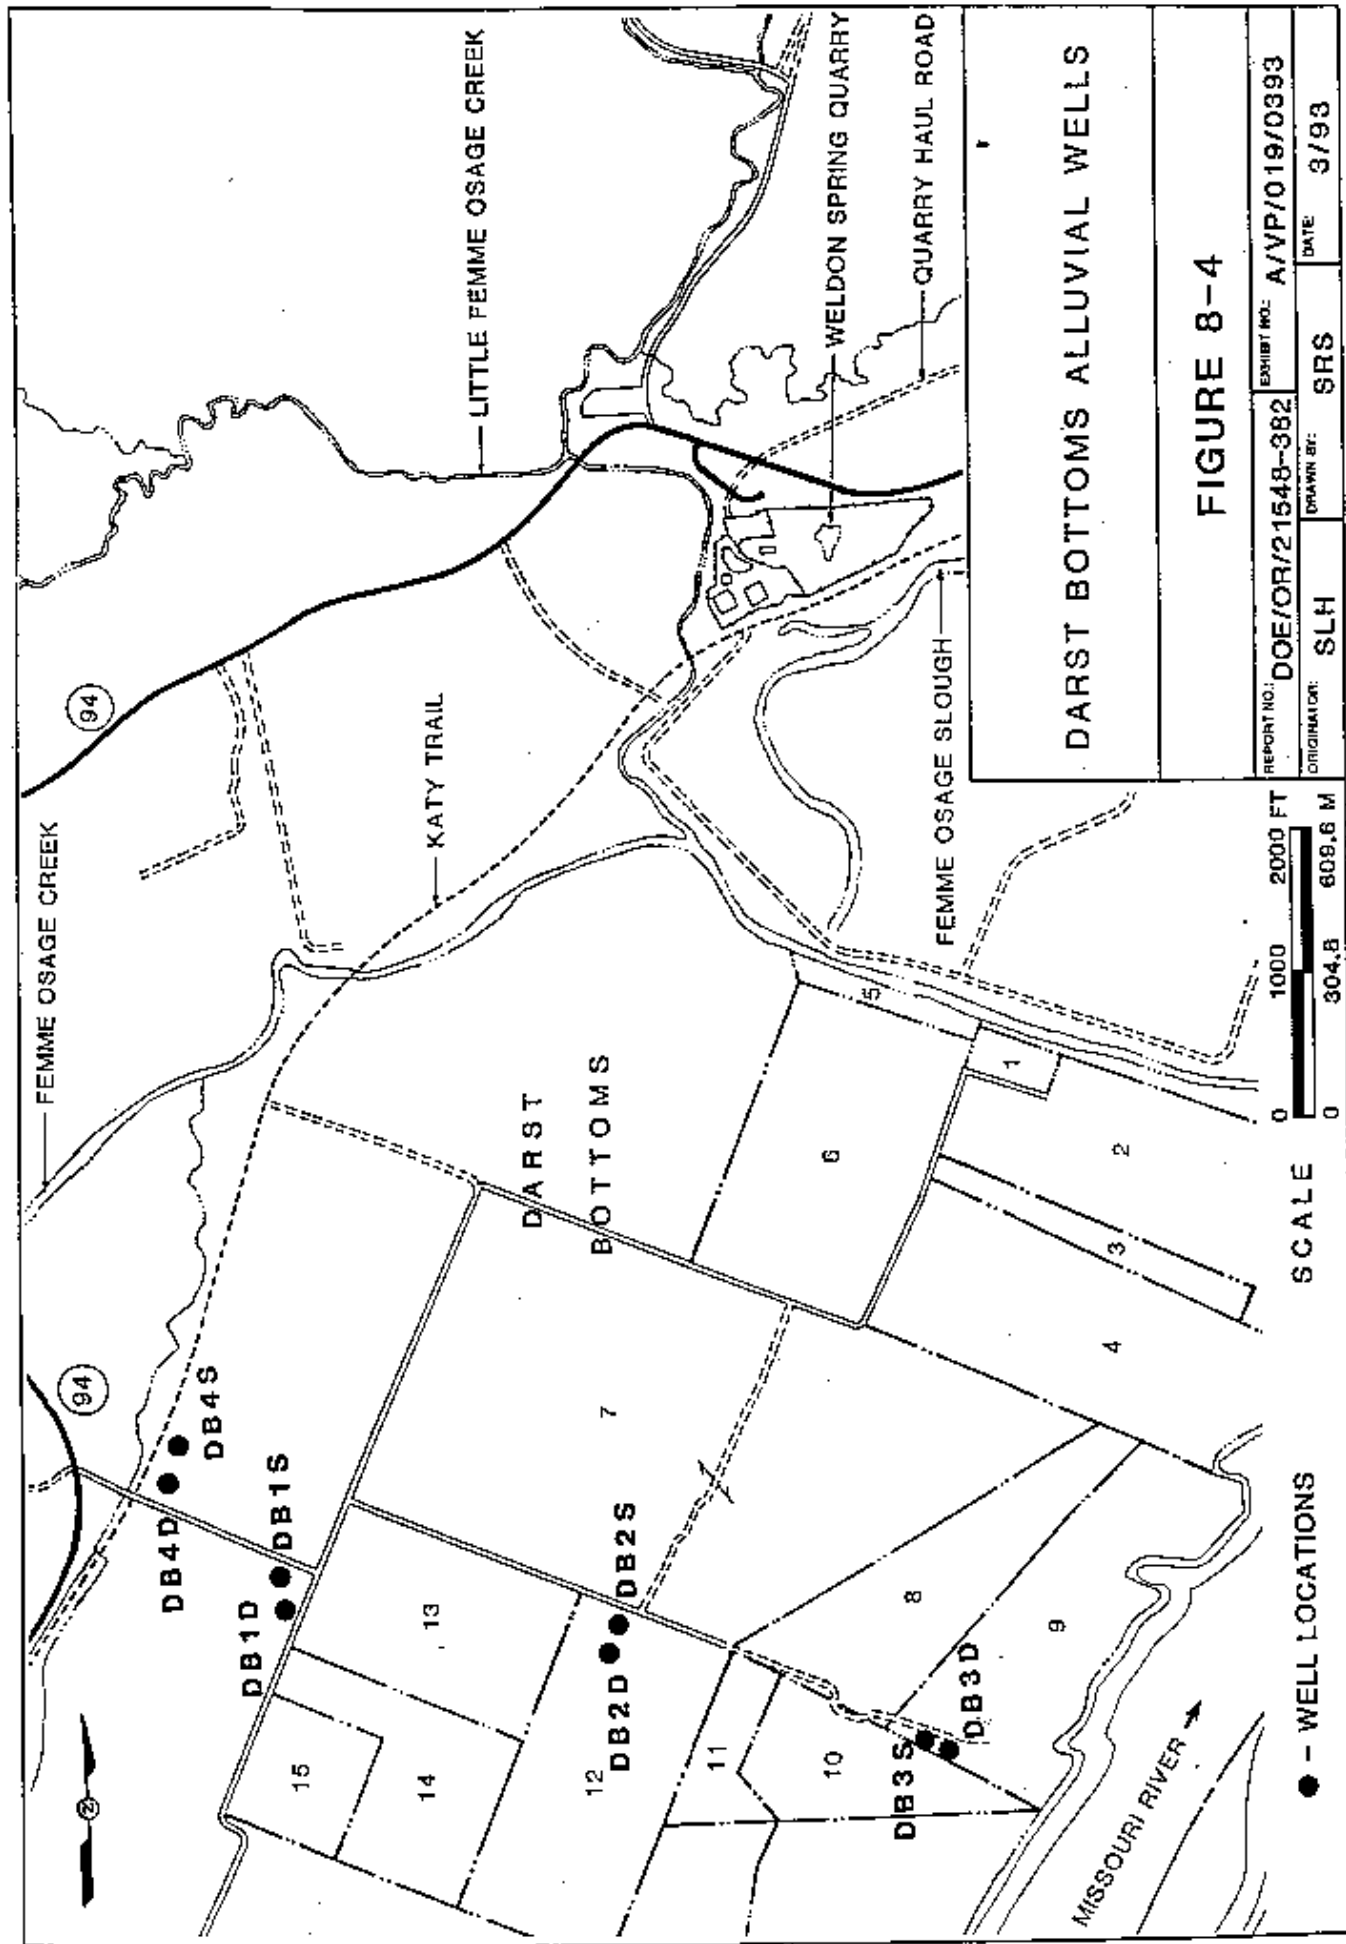 FEMME OSAGE CREEK
94
LITTLE FEMME OSAGE CREEK
KATY TRAIL
94
DB4S
DB4D
DB1S
DB1D
DARST
BOTTOMS
WELDON SPRING QUARRY
QUARRY HAUL ROAD
FEMME OSAGE SLOUGH
DB2S
DB2D
DB3D
DB3S
1
2
3
4
5
6
7
8
9
10
11
12
13
14
15
N
MISSOURI RIVER
- WELL LOCATIONS
SCALE
0 1000 2000 FT
0 304.8 609.6 M
DARST BOTTOMS ALLUVIAL WELLS
FIGURE 8-4
REPORT NO.: DOE/OR/21548-382 EXHIBIT NO.: A/VP/019/0393
ORIGINATOR: SLH DRAWN BY: SRS DATE: 3/93